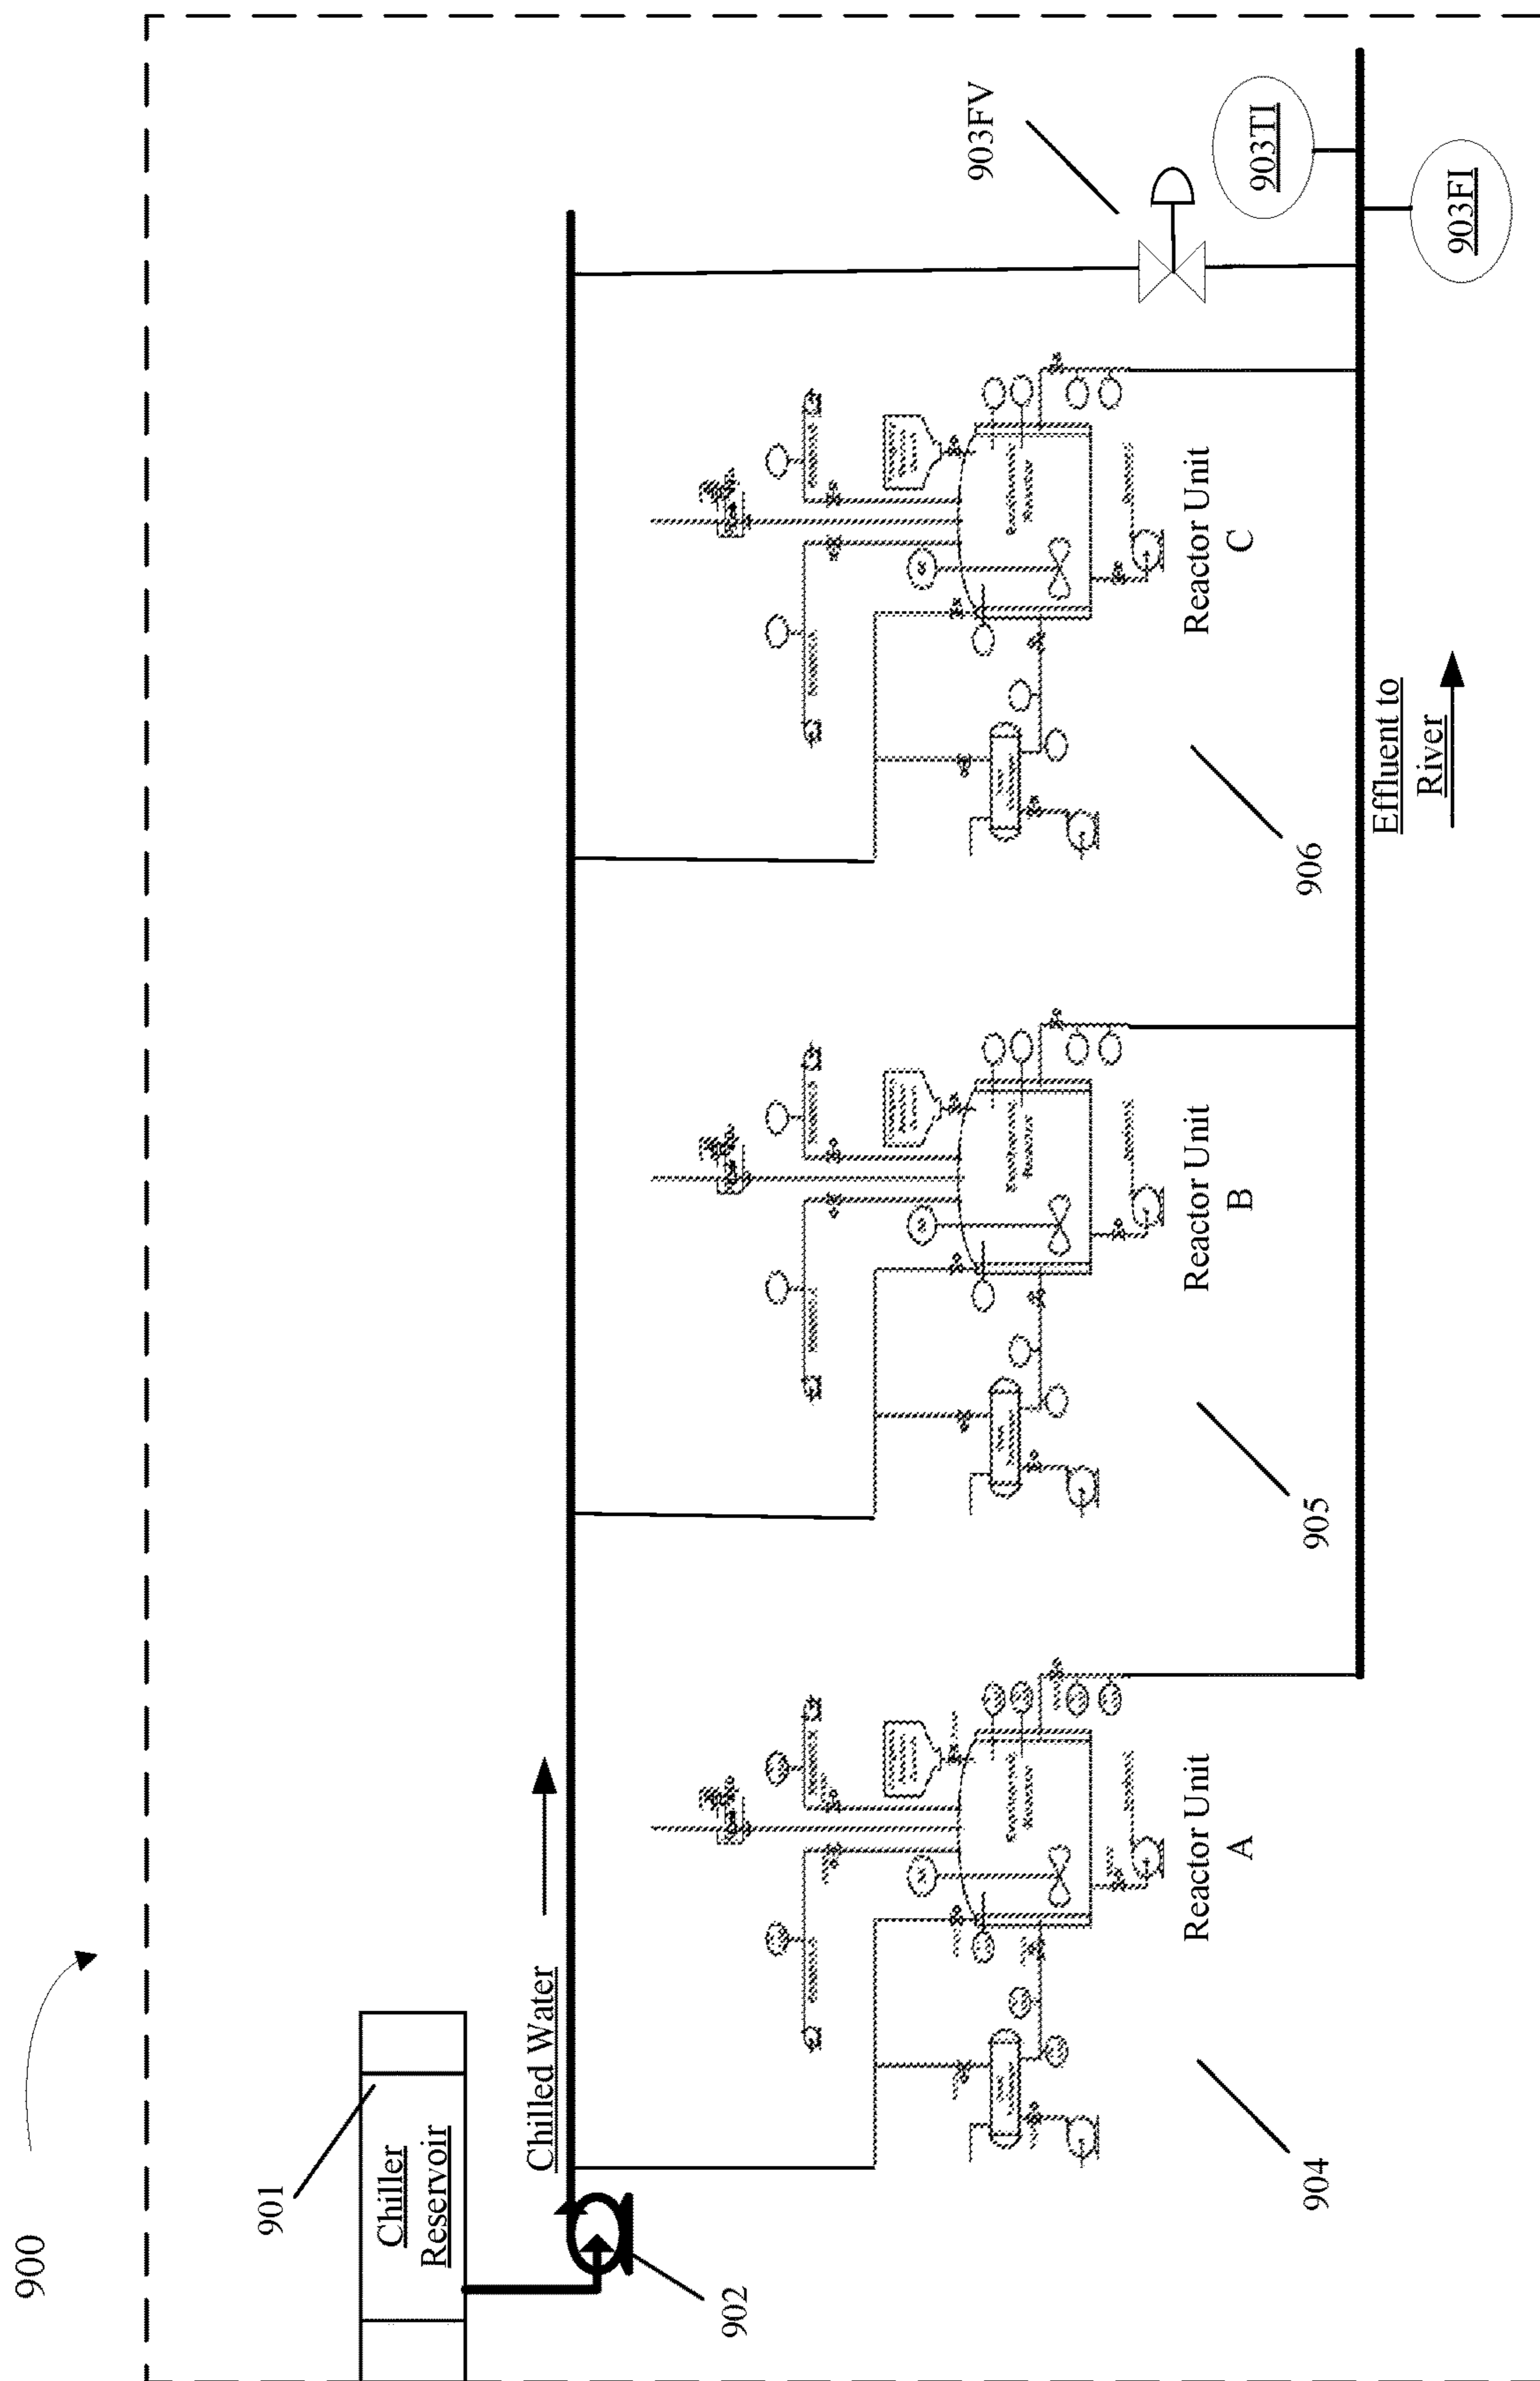 900
901
Chiller
Reservoir
902
Chilled Water
903FV
903TI
903FI
Reactor Unit
A
Reactor Unit
B
Reactor Unit
C
904
905
906
Effluent to
River